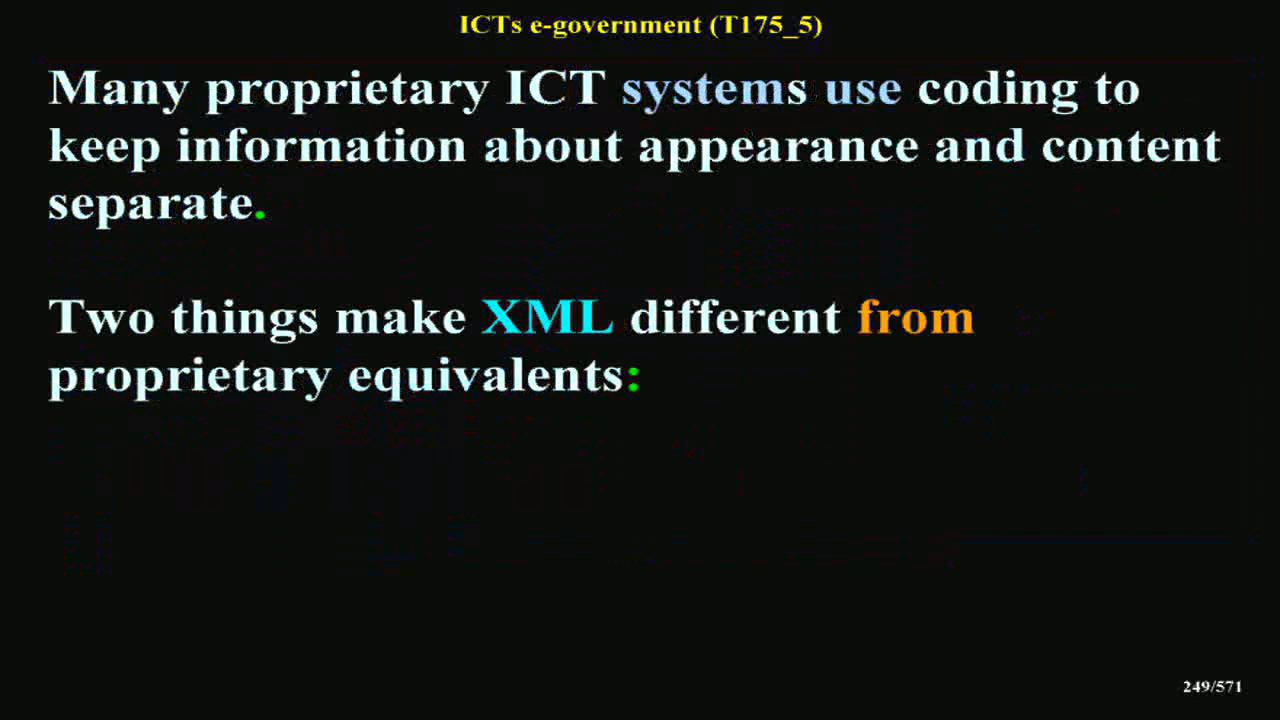 ICTs e-government (T175_5)
Many proprietary ICT systems use coding to
keep information about appearance and content
separate.
Two things make XML different from
proprietary equivalents:
249/571